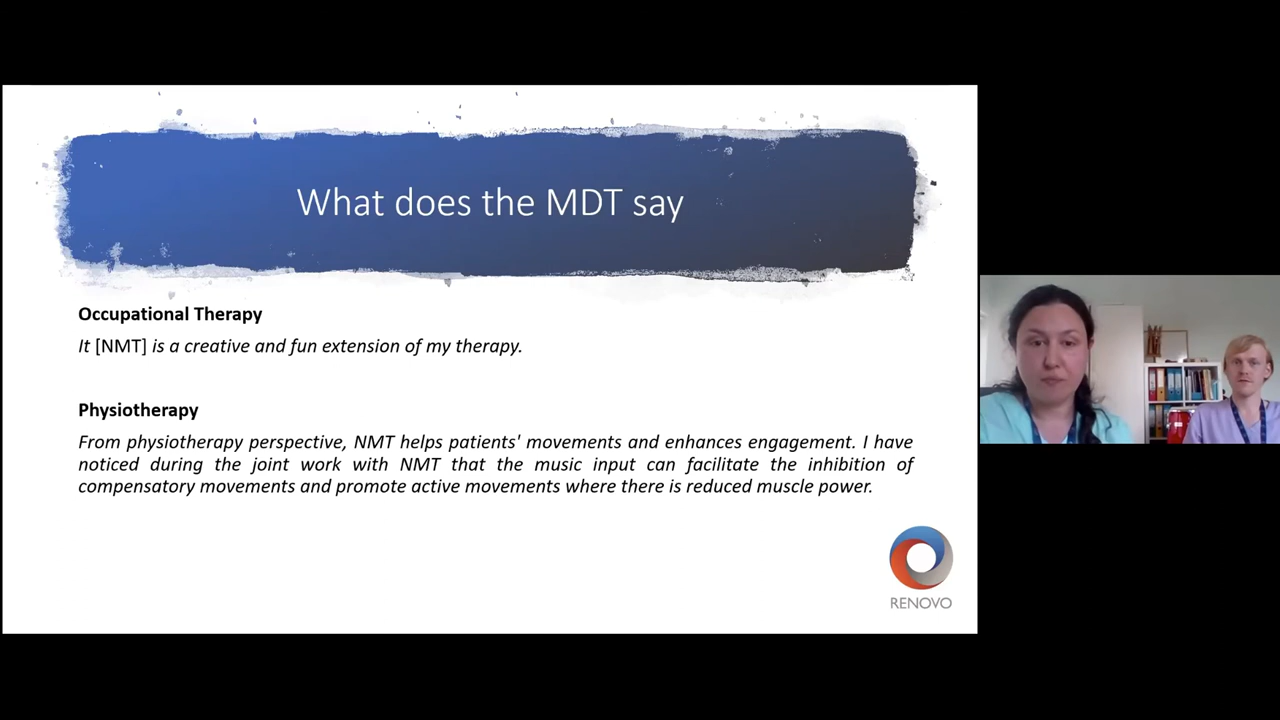 What does the MDT say
Occupational Therapy
It [NMT] is a creative and fun extension of my therapy.
Physiotherapy
From physiotherapy perspective, NMT helps patients' movements and enhances engagement. I have
noticed during the joint work with NMT that the music input can facilitate the inhibition of
compensatory movements and promote active movements where there is reduced muscle power.
RENOVO